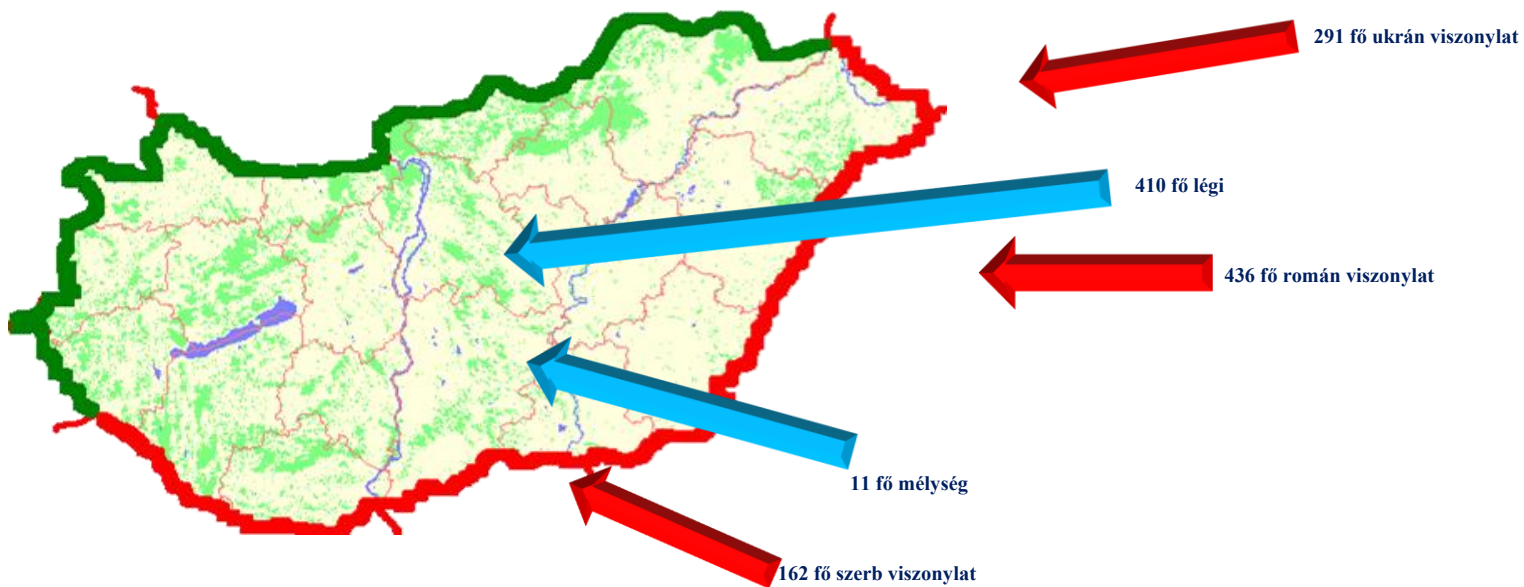 291 fő ukrán viszonylat
410 fő légi
436 fő román viszonylat
11 fő mélység
162 fő szerb viszonylat